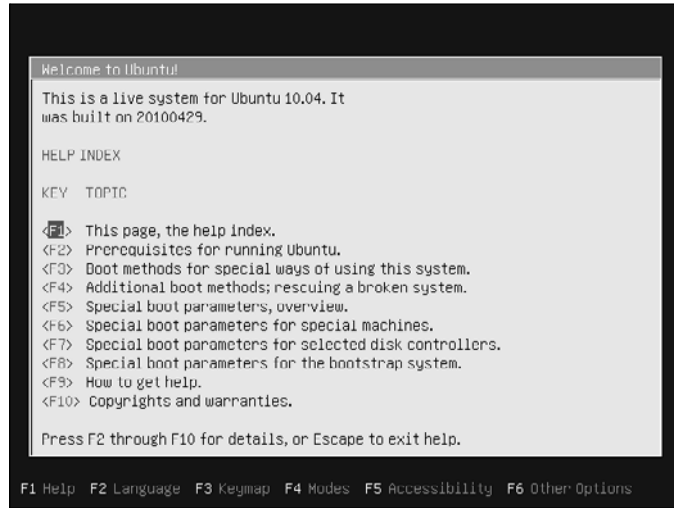 Welcome to Ubuntu!
This is a live system for Ubuntu 10.04. It
was built on 20100429.
HELP INDEX
KEY TOPIC
<F1> This page, the help index.
<F2> Prerequisites for running Ubuntu.
<F3> Boot methods for special ways of using this system.
<F4> Additional boot methods; rescuing a broken system.
<F5> Special boot parameters, overview.
<F6> Special boot parameters for special machines.
<F7> Special boot parameters for selected disk controllers.
<F8> Special boot parameters for the bootstrap system.
<F9> How to get help.
<F10> Copyrights and warranties.
Press F2 through F10 for details, or Escape to exit help.
F1 Help F2 Language F3 Keymap F4 Modes F5 Accessibility F6 Other Options